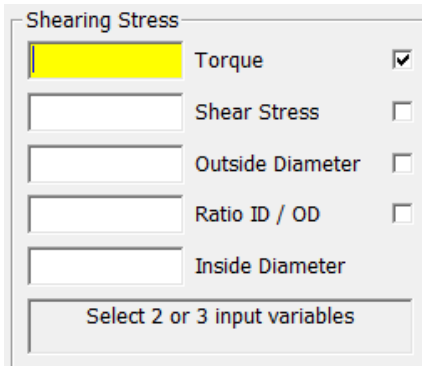 Shearing Stress
Torque
Shear Stress
Outside Diameter
Ratio ID / OD
Inside Diameter
Select 2 or 3 input variables